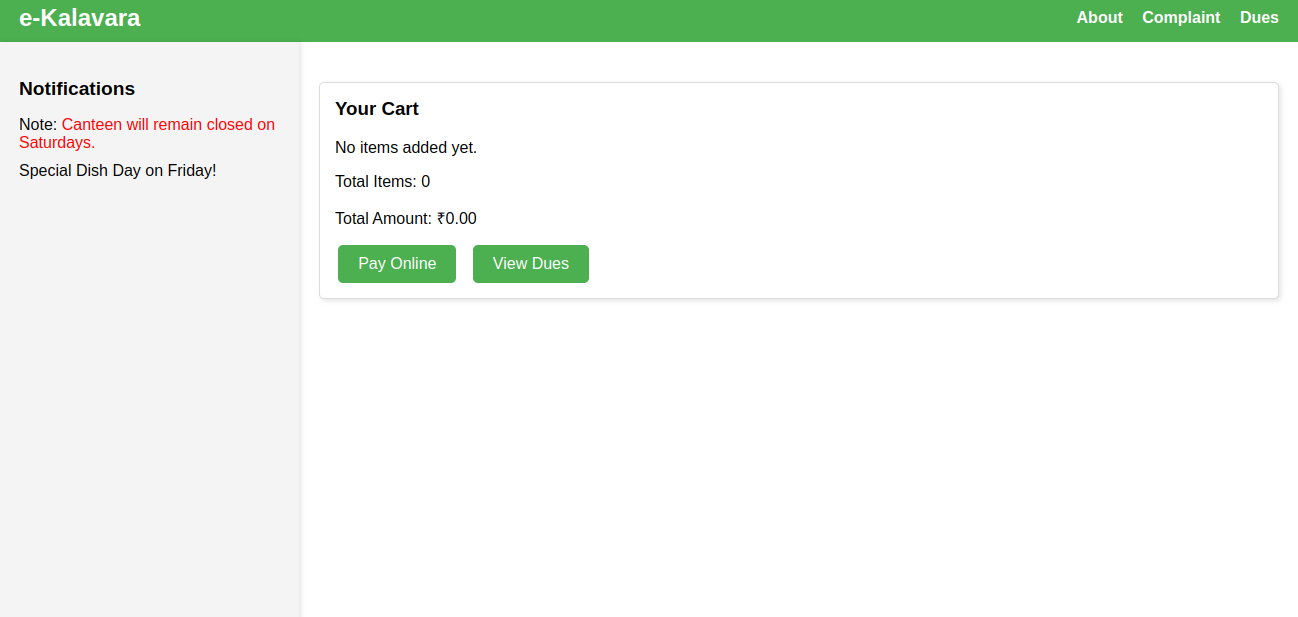 e-Kalavara
About Complaint Dues
Notifications
Note: Canteen will remain closed on
Saturdays.
Special Dish Day on Friday!
Your Cart
No items added yet.
Total Items: 0
Total Amount: ₹0.00
Pay Online View Dues